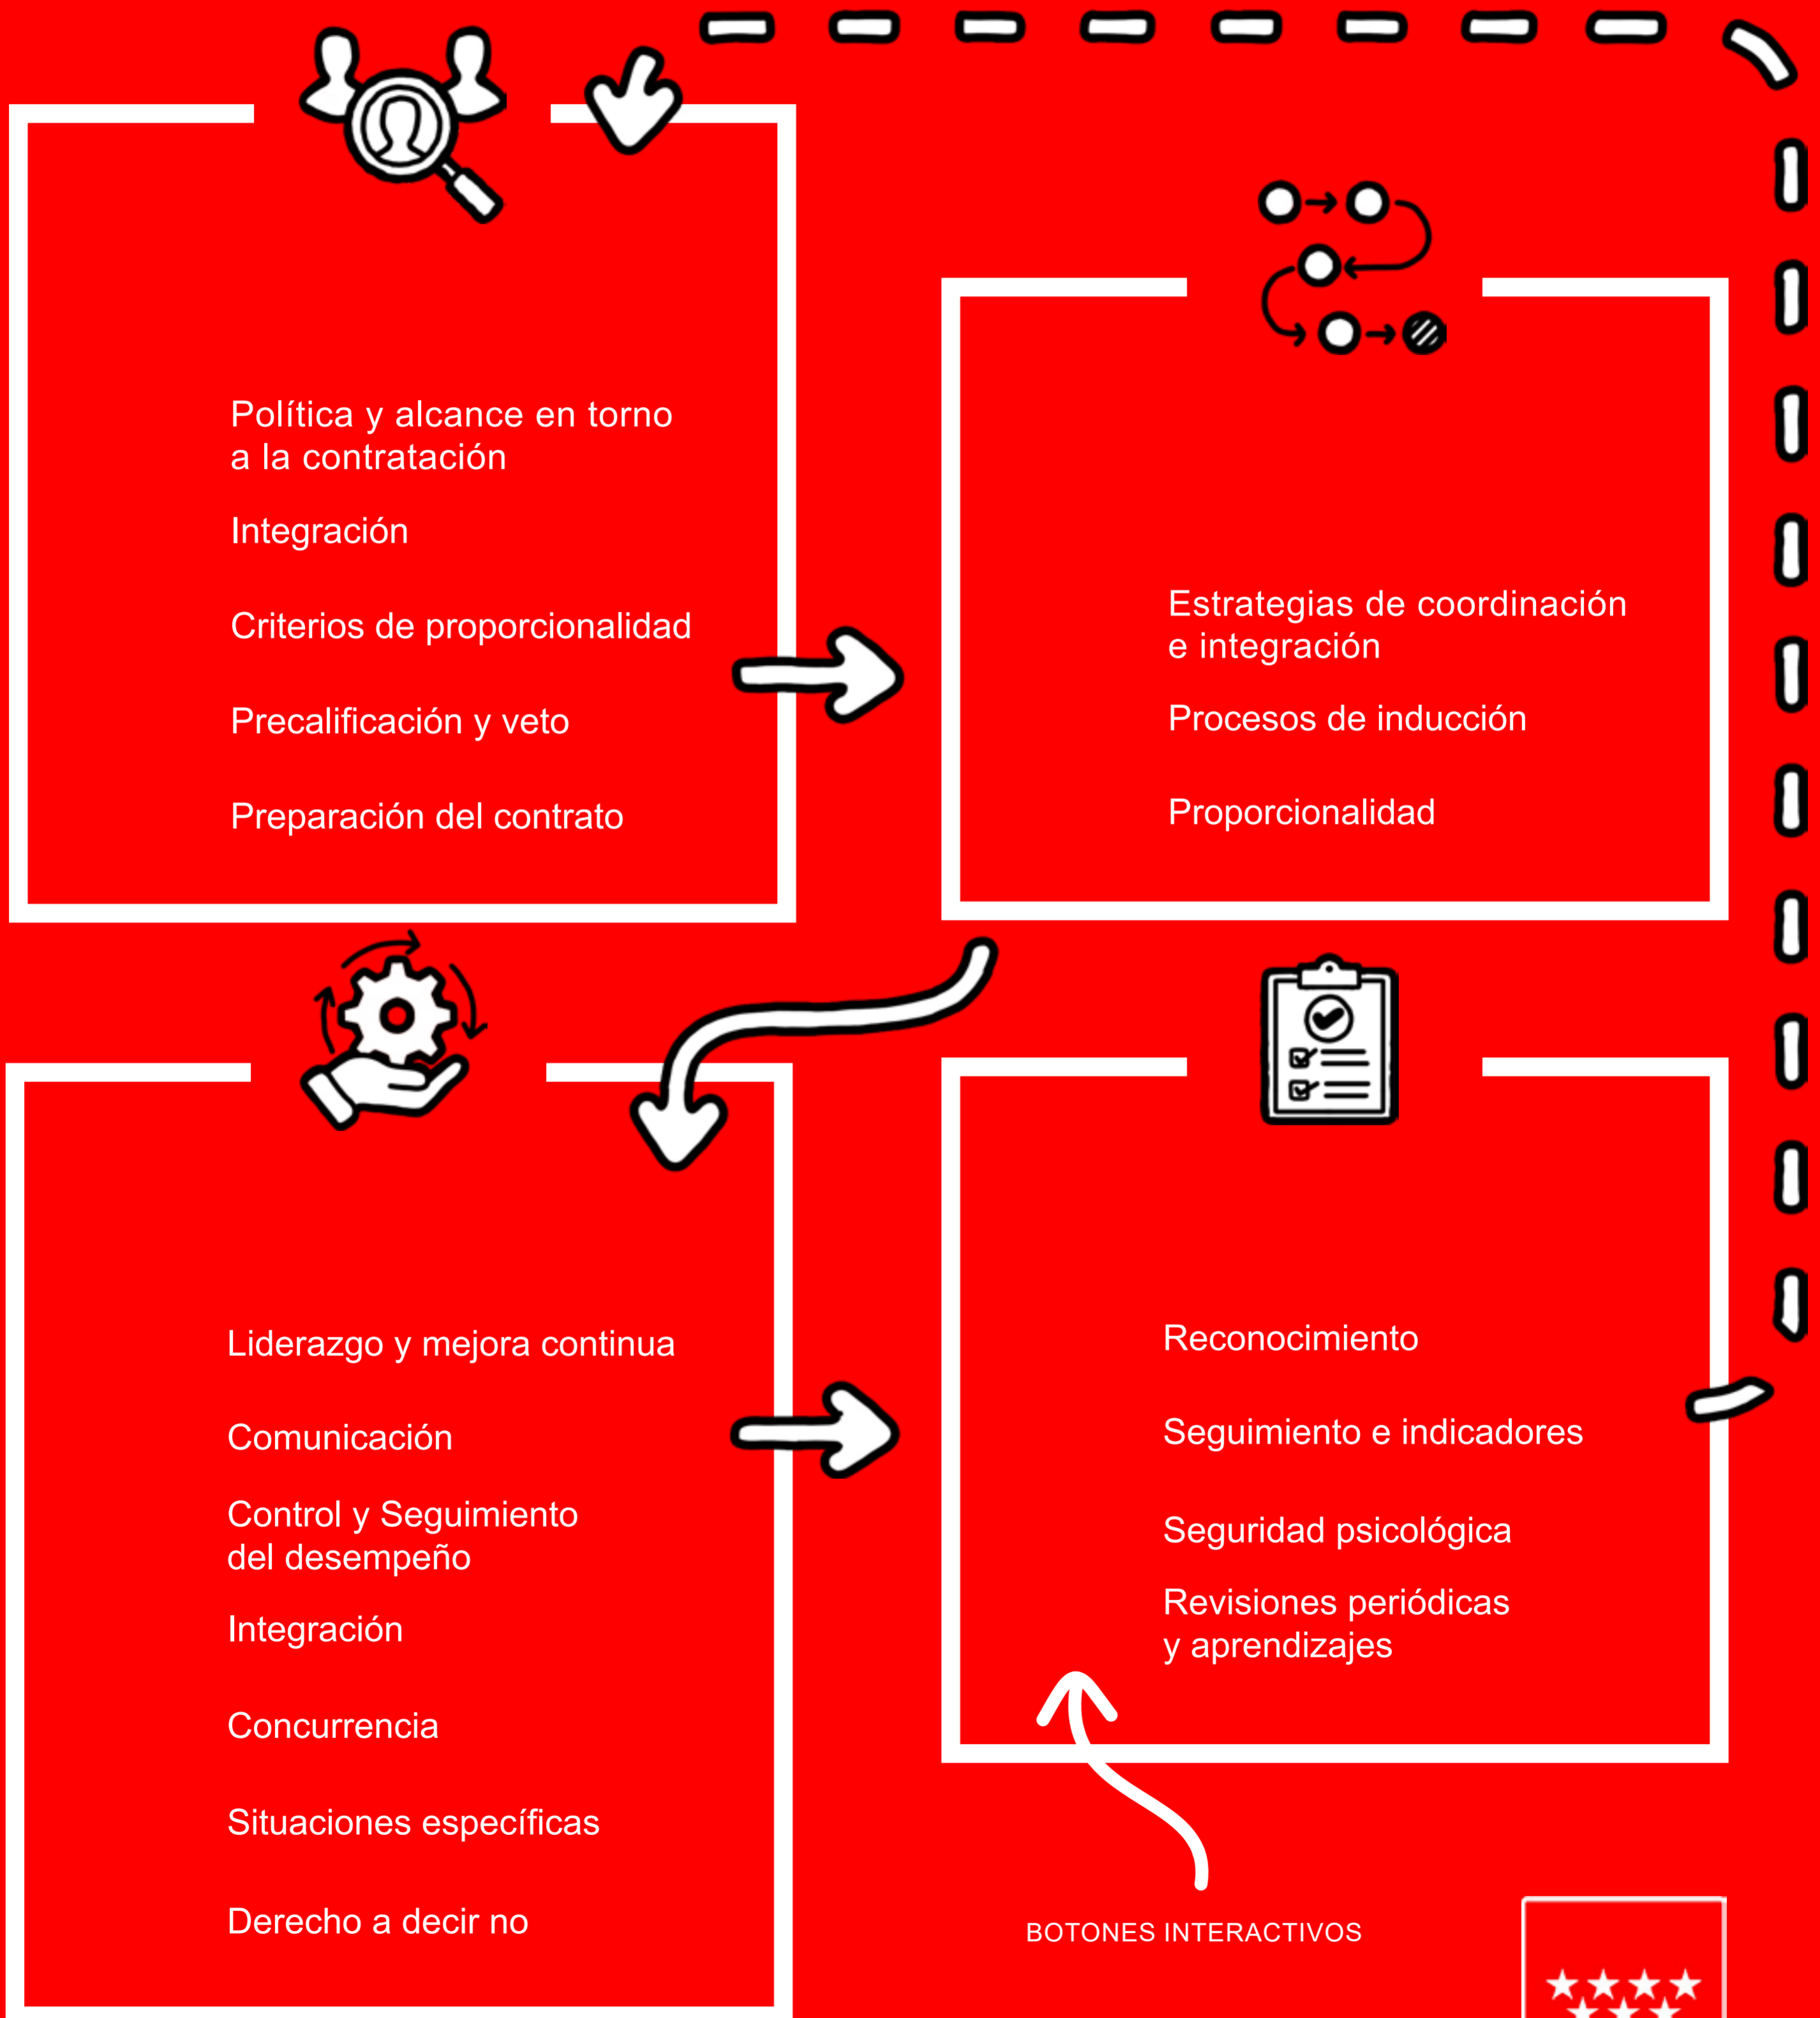 Política y alcance en torno
a la contratación
Integración
Criterios de proporcionalidad
Precalificación y veto
Preparación del contrato
Estrategias de coordinación
e integración
Procesos de inducción
Proporcionalidad
Liderazgo y mejora continua
Comunicación
Control y Seguimiento
del desempeño
Integración
Concurrencia
Situaciones específicas
Derecho a decir no
Reconocimiento
Seguimiento e indicadores
Seguridad psicológica
Revisiones periódicas
y aprendizajes
BOTONES INTERACTIVOS